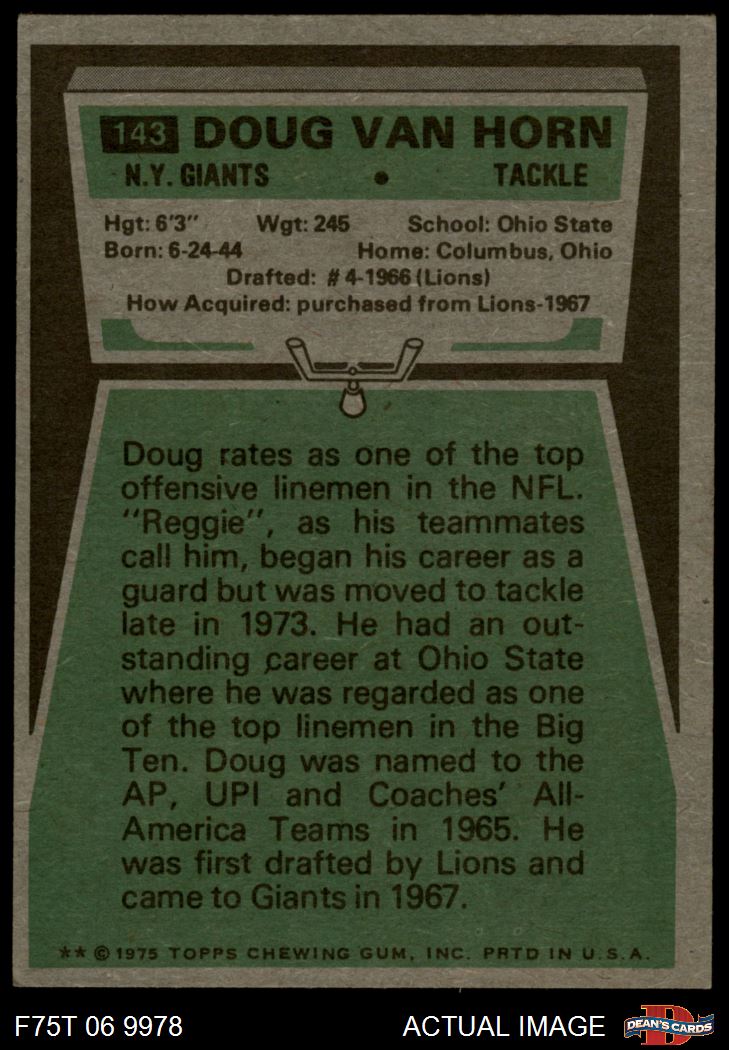 143 DOUG VAN HORN
N.Y. GIANTS • TACKLE
Hgt: 6'3" Wgt: 245 School: Ohio State
Born: 6-24-44 Home: Columbus, Ohio
Drafted: #4-1966 (Lions)
How Acquired: purchased from Lions-1967
Doug rates as one of the top
offensive linemen in the NFL.
"Reggie", as his teammates
call him, began his career as a
guard but was moved to tackle
late in 1973. He had an out-
standing career at Ohio State
where he was regarded as one
of the top linemen in the Big
Ten. Doug was named to the
AP, UPI and Coaches' All-
America Teams in 1965. He
was first drafted by Lions and
came to Giants in 1967.
** © 1975 TOPPS CHEWING GUM, INC. PRTD IN U.S.A.
F75T 06 9978 ACTUAL IMAGE D DEAN'S CARDS